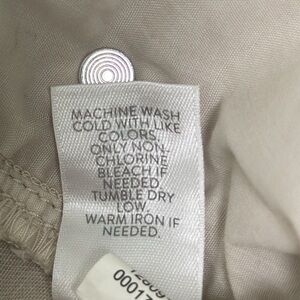 MACHINE WASH
COLD WITH LIKE
COLORS.
ONLY NON-
CHLORINE
BLEACH IF
NEEDED.
TUMBLE DRY
LOW.
WARM IRON IF
NEEDED.